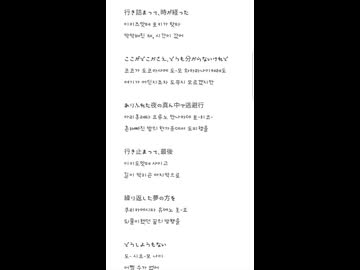 行き詰まって、時が経った
이키즈맛테 토키가 탓타
막막해진 채, 시간이 갔어
ここがどこかさえ、どうも分からないけれど
코코가 도코카사에 도-모 와카라나이케레도
여기가 어딘지조차 도무지 모르겠지만
ありふれた夜の真ん中で逃避行
아리후레타 요루노 만나카데 토-히코-
흔해빠진 밤의 한가운데에서 도피행을
行き止まって、最後
이키도맛테 사이고
길이 막히곤 마지막으로
繰り返した夢の方を
쿠리카에시타 유메노 호-오
되풀이했던 꿈의 방향을
どうしようもない
도-시요-모 나이
어쩔 수가 없어